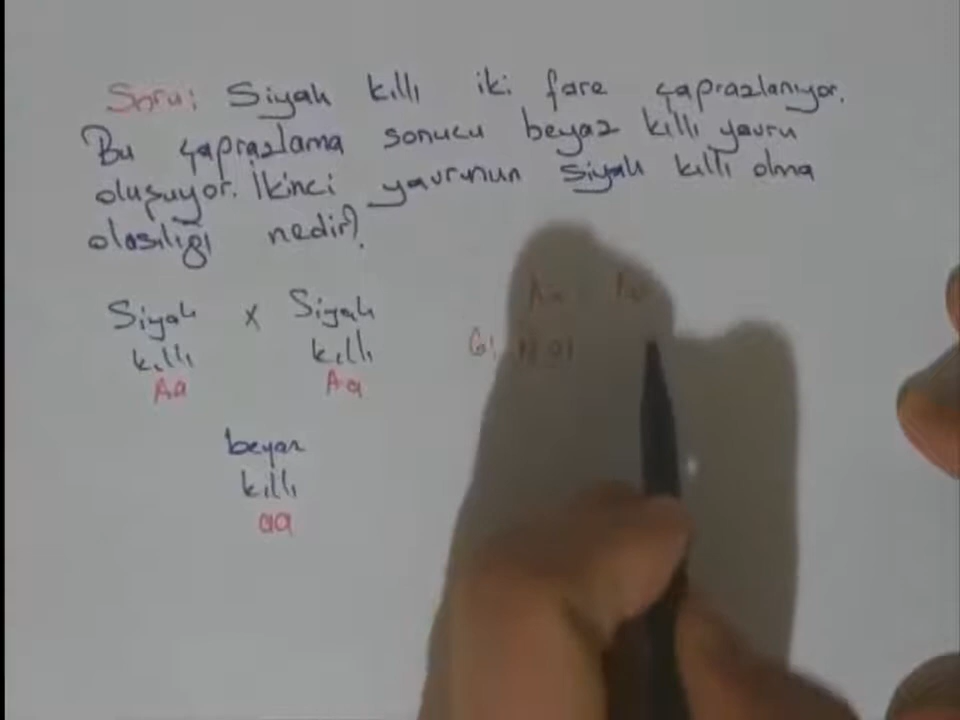 Soru: Siyah kıllı iki fare çaprazlanıyor.
Bu çaprazlama sonucu beyaz kıllı yavru
oluşuyor. İkinci yavrunun siyah kıllı olma
olasılığı nedir?
Siyah x Siyah
kıllı kıllı
Aa Aa
beyaz
kıllı
aa
Aa
G: